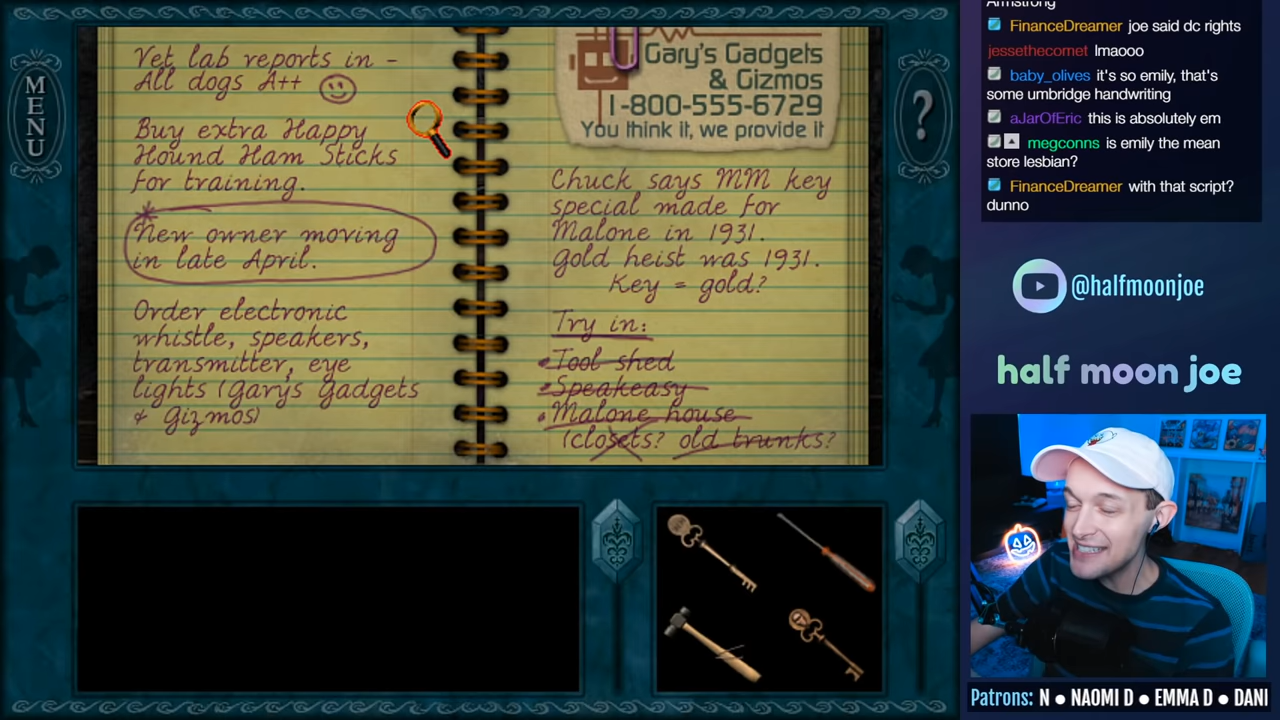 MENU
Vet lab reports in -
All dogs A++
Buy extra Happy
Hound Ham Sticks
for training.
*
New owner moving
in late April.
Order electronic
whistle, speakers,
transmitter, eye
lights (Gary's Gadgets
& Gizmos)
Gary's Gadgets
& Gizmos
1-800-555-6729
You think it, we provide it
Chuck says MM key
special made for
Malone in 1931.
Gold heist was 1931.
Key = gold?
Try in:
• Tool shed
• Speakeasy
• Malone house
(closets? old trunks?
?
Armstrong
FinanceDreamer joe said dc rights
jessethecomet lmaooo
baby_olives it's so emily, that's
some umbridge handwriting
aJarOfEric this is absolutely em
megconns is emily the mean
store lesbian?
FinanceDreamer with that script?
dunno
@halfmoonjoe
half moon joe
Patrons: N ● NAOMI D ● EMMA D ● DANI